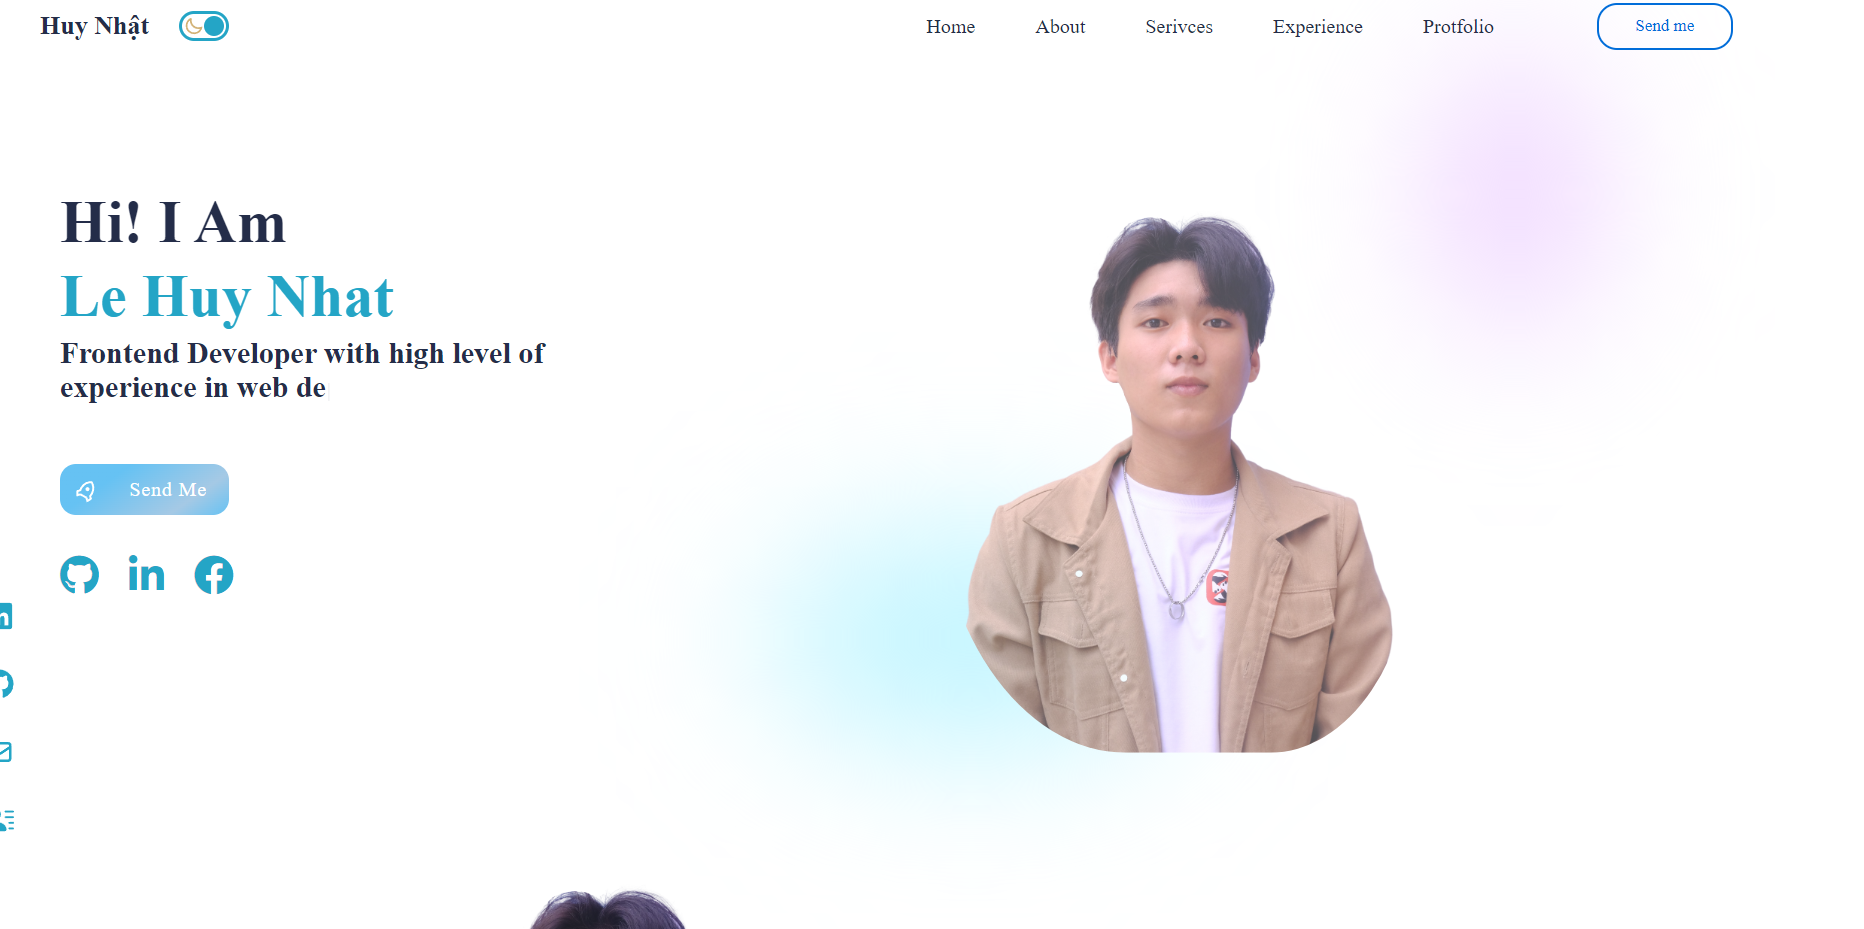 Huy Nhật
Home About Serivces Experience Protfolio Send me
Hi! I Am
Le Huy Nhat
Frontend Developer with high level of
experience in web de
Send Me